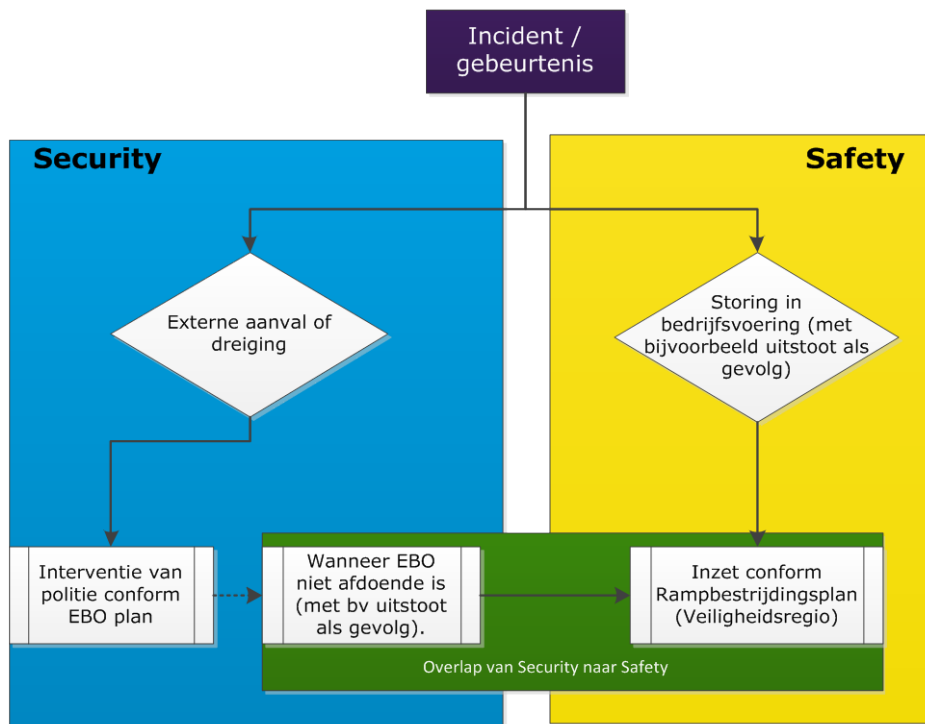 Incident /
gebeurtenis
Security
Safety
Externe aanval of
dreiging
Storing in
bedrijfsvoering (met
bijvoorbeeld uitstoot als
gevolg)
Interventie van
politie conform
EBO plan
Wanneer EBO
niet afdoende is
(met bv uitstoot
als gevolg).
Inzet conform
Rampbestrijdingsplan
(Veiligheidsregio)
Overlap van Security naar Safety